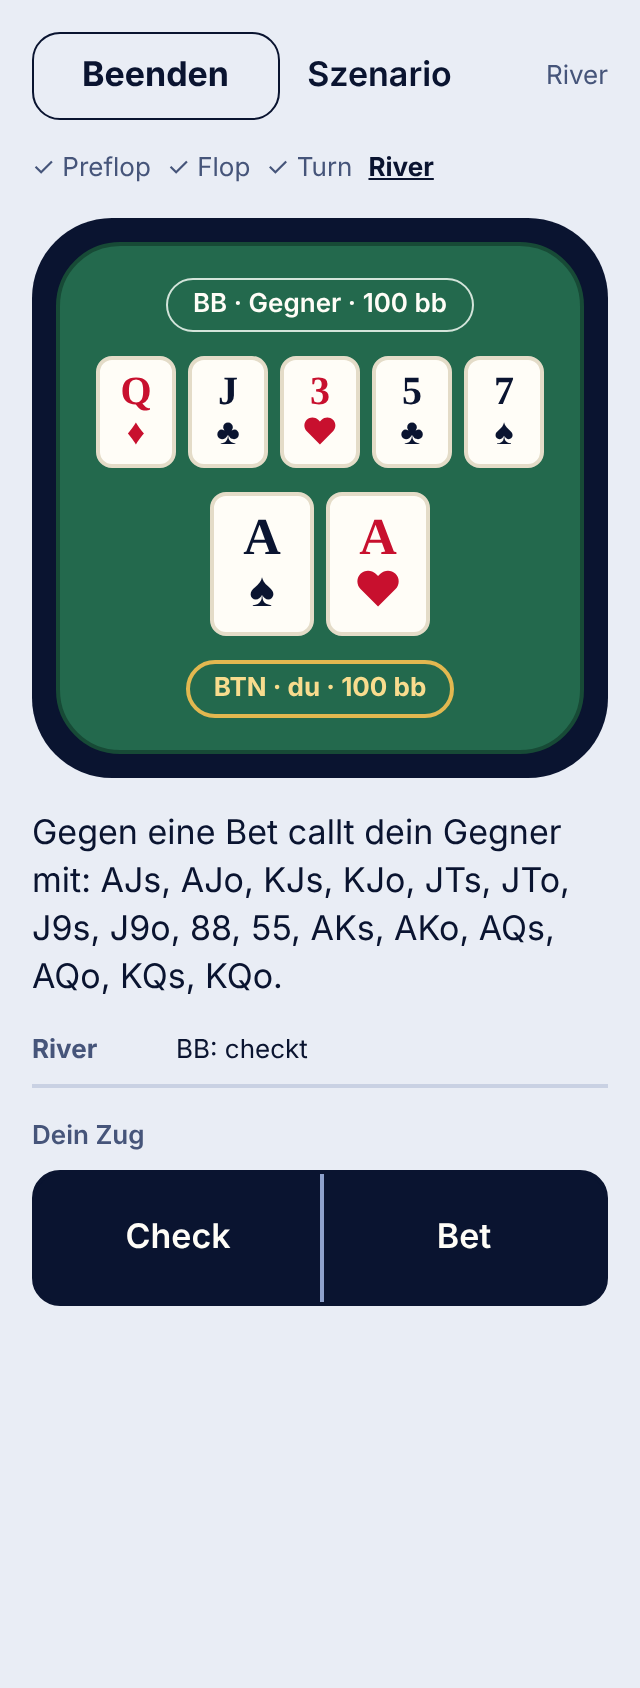 Beenden Szenario River
✓ Preflop ✓ Flop ✓ Turn River
BB · Gegner · 100 bb
Q♦ J♣ 3♥ 5♣ 7♠
A♠ A♥
BTN · du · 100 bb
Gegen eine Bet callt dein Gegner
mit: AJs, AJo, KJs, KJo, JTs, JTo,
J9s, J9o, 88, 55, AKs, AKo, AQs,
AQo, KQs, KQo.
River BB: checkt
Dein Zug
Check Bet